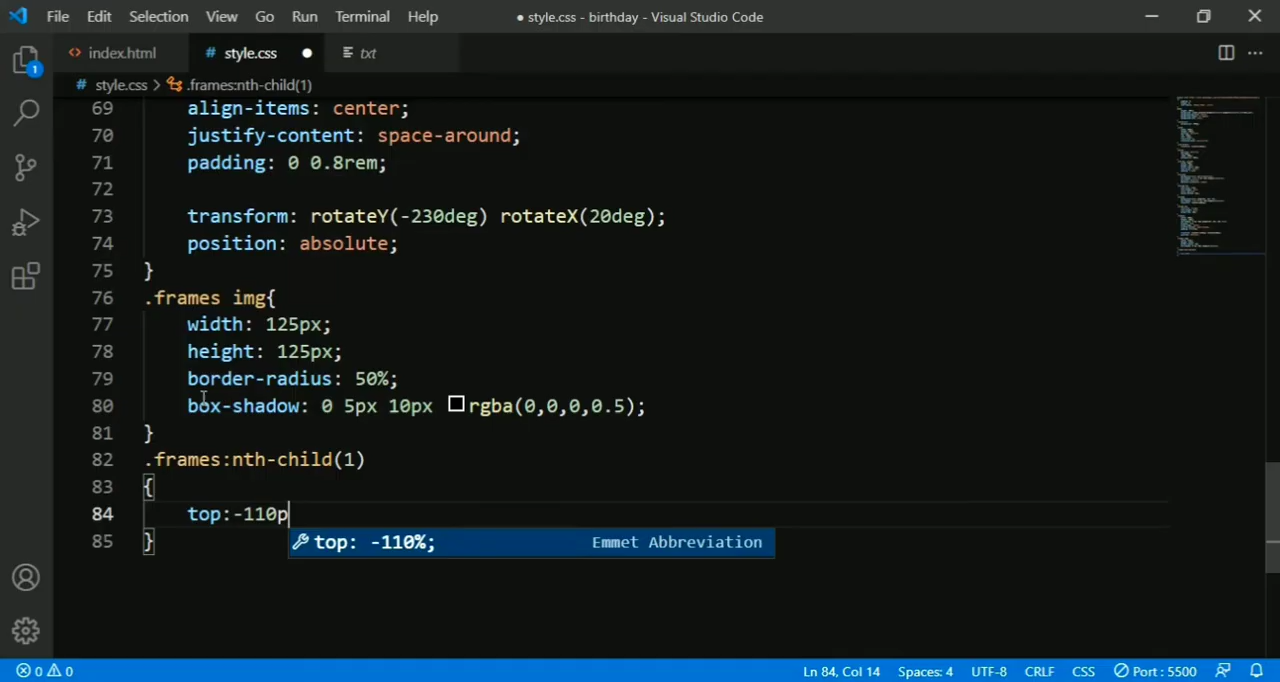 File Edit Selection View Go Run Terminal Help ● style.css - birthday - Visual Studio Code
1 <> index.html # style.css ● txt
# style.css > .frames:nth-child(1)
69 align-items: center;
70 justify-content: space-around;
71 padding: 0 0.8rem;
72
73 transform: rotateY(-230deg) rotateX(20deg);
74 position: absolute;
75 }
76 .frames img{
77 width: 125px;
78 height: 125px;
79 border-radius: 50%;
80 box-shadow: 0 5px 10px rgba(0,0,0,0.5);
81 }
82 .frames:nth-child(1)
83 {
84 top:-110p
top: -110%; Emmet Abbreviation
85 }
0 0 Ln 84, Col 14 Spaces: 4 UTF-8 CRLF CSS Port : 5500